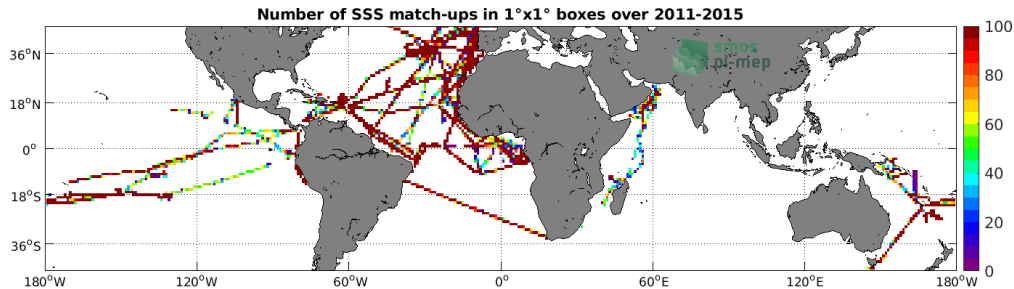 Number of SSS match-ups in 1°x1° boxes over 2011-2015
smos
pi-mep
36°N
18°N
0°
18°S
36°S
180°W
120°W
60°W
0°
60°E
120°E
180°W
100
80
60
40
20
0